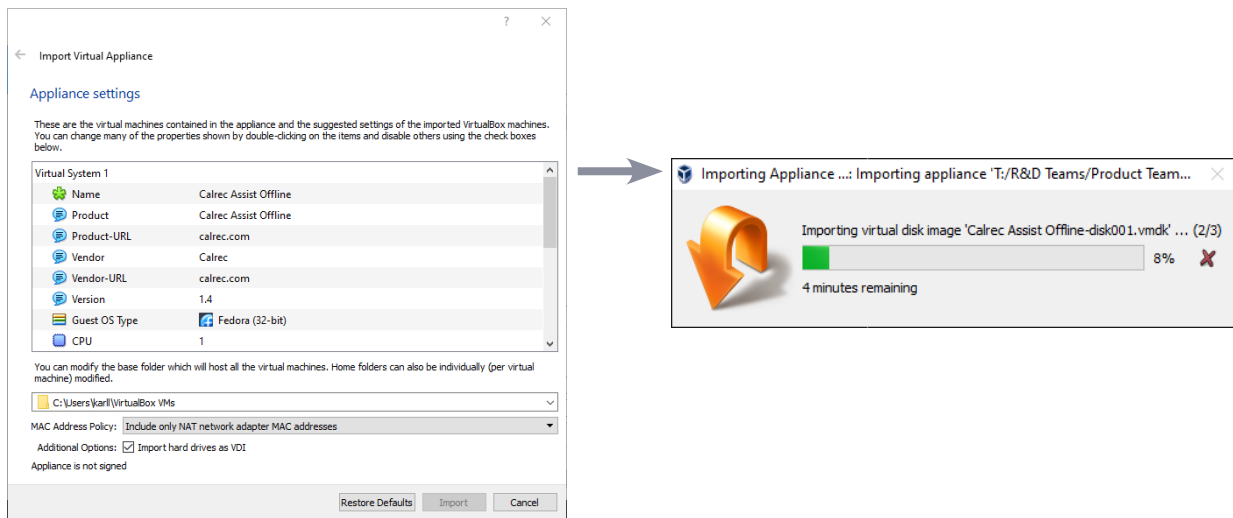 ?
Import Virtual Appliance
Appliance settings
These are the virtual machines contained in the appliance and the suggested settings of the imported VirtualBox machines.
You can change many of the properties shown by double-clicking on the items and disable others using the check boxes
below.
Virtual System 1
Name Calrec Assist Offline
Product Calrec Assist Offline
Product-URL calrec.com
Vendor Calrec
Vendor-URL calrec.com
Version 1.4
Guest OS Type Fedora (32-bit)
CPU 1
You can modify the base folder which will host all the virtual machines. Home folders can also be individually (per virtual
machine) modified.
C:\Users\karll\VirtualBox VMs
MAC Address Policy: Include only NAT network adapter MAC addresses
Additional Options: Import hard drives as VDI
Appliance is not signed
Restore Defaults Import Cancel
Importing Appliance ...: Importing appliance 'T:/R&D Teams/Product Team...
Importing virtual disk image 'Calrec Assist Offline-disk001.vmdk' ... (2/3)
8%
4 minutes remaining